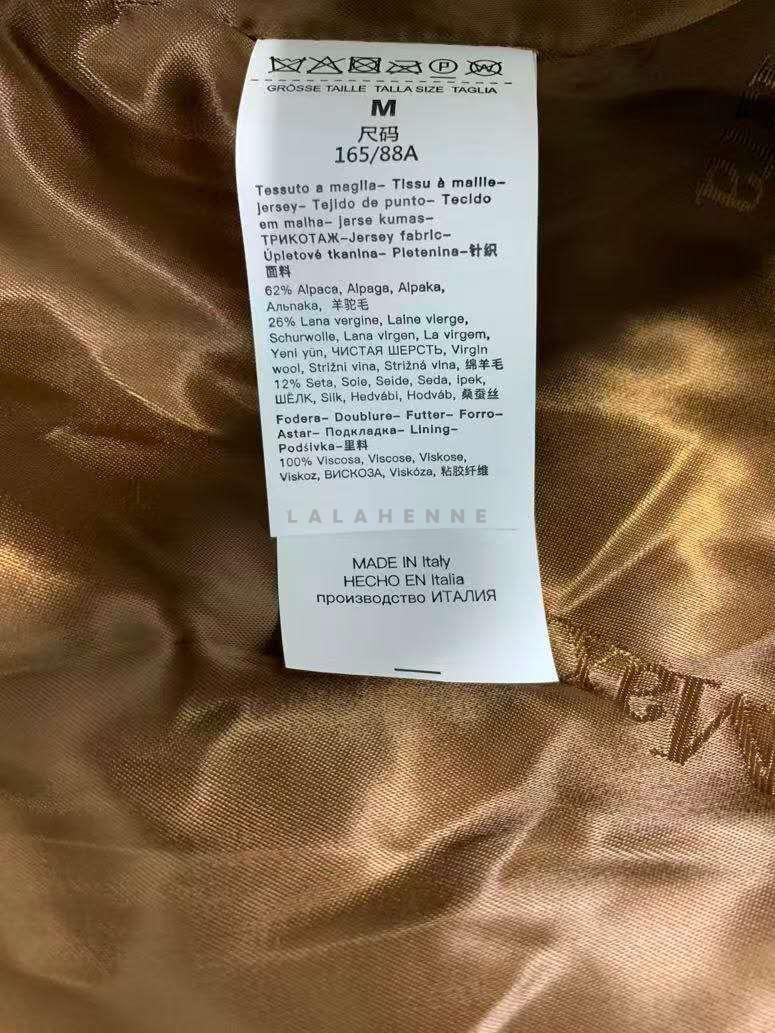 GRÖSSE TAILLE TALLA SIZE TAGLIA
M
尺码
165/88A
Tessuto a maglia- Tissu à maille-
jersey- Tejido de punto- Tecido
em malha- jarse kumas-
ТРИКОТАЖ-Jersey fabric-
Úpletové tkanina- Pletenina-针织
面料
62% Alpaca, Alpaga, Alpaka,
Альпака, 羊驼毛
26% Lana vergine, Laine vierge,
Schurwolle, Lana virgen, La virgem,
Yeni yün, ЧИСТАЯ ШЕРСТЬ, Virgin
wool, Strižní vina, Strižná vlna, 绵羊毛
12% Seta, Soie, Seide, Seda, ipek,
ШЁЛК, Silk, Hedvábi, Hodváb, 桑蚕丝
Fodera- Doublure- Futter- Forro-
Astar- Подкладка- Lining-
Podšívka-里料
100% Viscosa, Viscose, Viskose,
Viskoz, ВИСКОЗА, Viskóza, 粘胶纤维
LALAHENNE
MADE IN Italy
HECHO EN Italia
производство ИТАЛИЯ